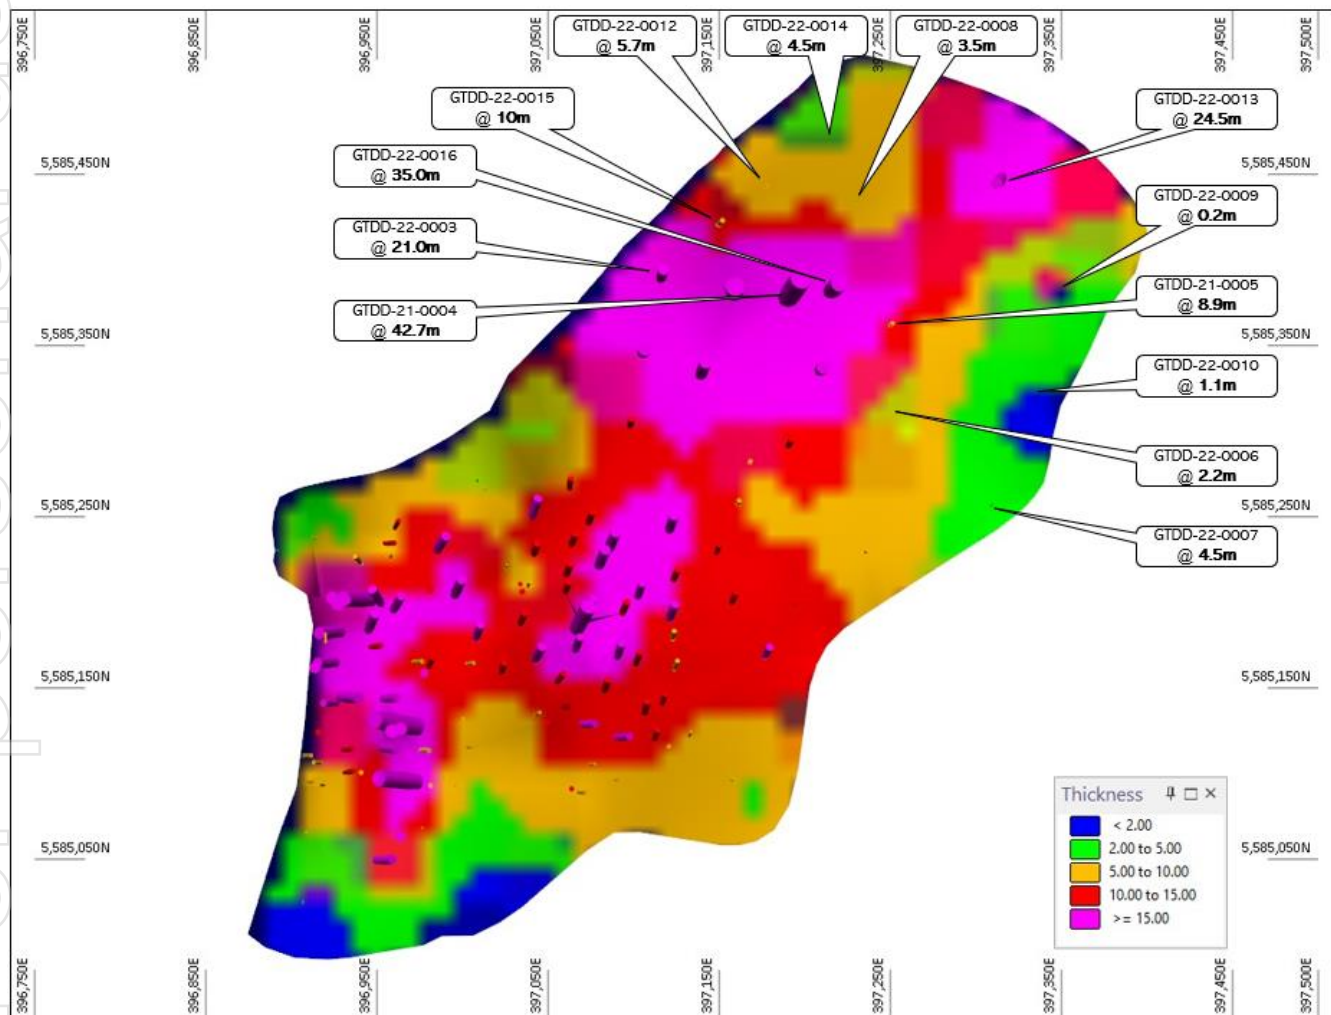 396,750E
396,850E
396,950E
397,050E
397,150E
397,250E
397,350E
397,450E
397,500E
GTDD-22-0012
@ 5.7m
GTDD-22-0014
@ 4.5m
GTDD-22-0008
@ 3.5m
GTDD-22-0015
@ 10m
GTDD-22-0013
@ 24.5m
GTDD-22-0016
@ 35.0m
5,585,450N
5,585,450N
GTDD-22-0009
@ 0.2m
GTDD-22-0003
@ 21.0m
GTDD-21-0005
@ 8.9m
GTDD-21-0004
@ 42.7m
5,585,350N
5,585,350N
GTDD-22-0010
@ 1.1m
GTDD-22-0006
@ 2.2m
5,585,250N
5,585,250N
GTDD-22-0007
@ 4.5m
5,585,150N
5,585,150N
Thickness
< 2.00
2.00 to 5.00
5.00 to 10.00
10.00 to 15.00
>= 15.00
5,585,050N
5,585,050N
396,750E
396,850E
396,950E
397,050E
397,150E
397,250E
397,350E
397,450E
397,500E